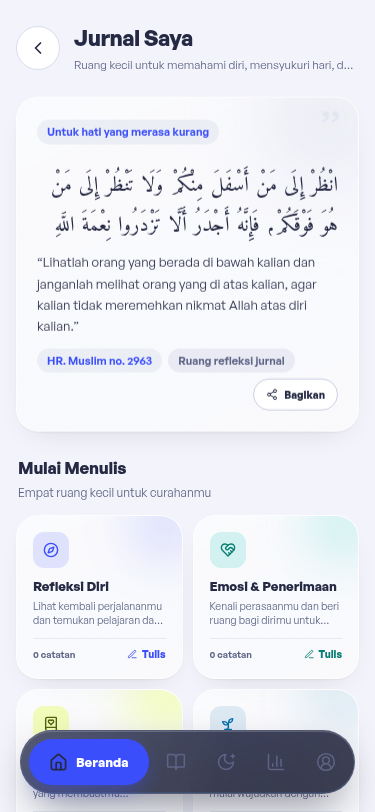 Jurnal Saya
Ruang kecil untuk memahami diri, mensyukuri hari, d...
Untuk hati yang merasa kurang
انْظُرْ إِلَى مَنْ أَسْفَلَ مِنْكُمْ وَلَا تَنْظُرْ إِلَى مَنْ
هُوَ فَوْقَكُمْ، فَإِنَّهُ أَجْدَرُ أَلَّا تَزْدَرُوا نِعْمَةَ اللَّهِ
“Lihatlah orang yang berada di bawah kalian dan
janganlah melihat orang yang di atas kalian, agar
kalian tidak meremehkan nikmat Allah atas diri
kalian.”
HR. Muslim no. 2963
Ruang refleksi jurnal
Bagikan
Mulai Menulis
Empat ruang kecil untuk curahanmu
Refleksi Diri
Lihat kembali perjalananmu
dan temukan pelajaran da...
0 catatan
Tulis
Emosi & Penerimaan
Kenali perasaanmu dan beri
ruang bagi dirimu untuk...
0 catatan
Tulis
Beranda